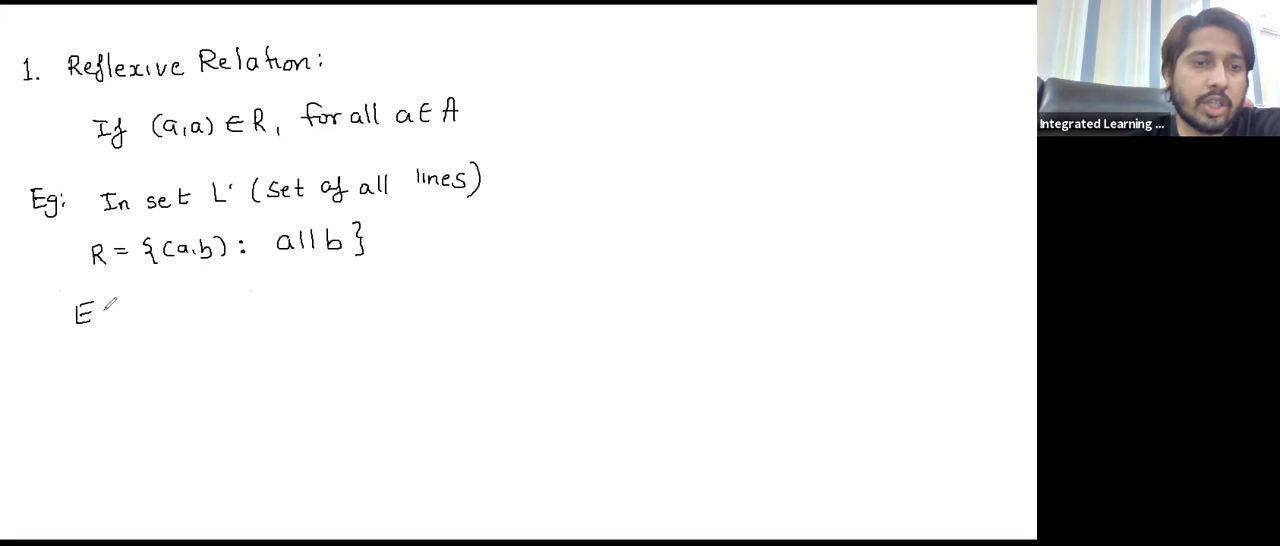 1. Reflexive Relation:
If (a,a) ∈ R, for all a ∈ A
Eg: In set L' (set of all lines)
R = {(a,b): a || b}
E
Integrated Learning ...